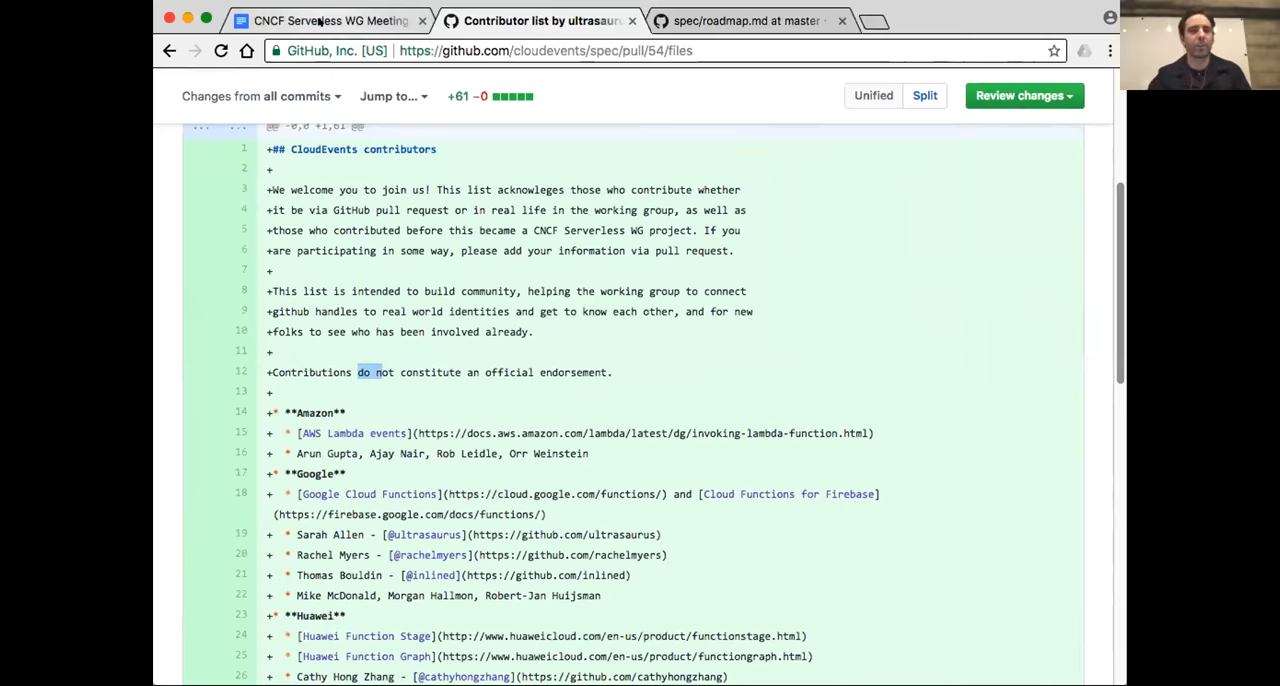 CNCF Serverless WG Meeting
Contributor list by ultrasaur
spec/roadmap.md at master
GitHub, Inc. [US] | https://github.com/cloudevents/spec/pull/54/files
Changes from all commits Jump to... +61 −0 Unified Split Review changes
... ... @@ -0,0 +1,61 @@
1 +## CloudEvents contributors
2 +
3 +We welcome you to join us! This list acknowleges those who contribute whether
4 +it be via GitHub pull request or in real life in the working group, as well as
5 +those who contributed before this became a CNCF Serverless WG project. If you
6 +are participating in some way, please add your information via pull request.
7 +
8 +This list is intended to build community, helping the working group to connect
9 +github handles to real world identities and get to know each other, and for new
10 +folks to see who has been involved already.
11 +
12 +Contributions do not constitute an official endorsement.
13 +
14 +* **Amazon**
15 + * [AWS Lambda events](https://docs.aws.amazon.com/lambda/latest/dg/invoking-lambda-function.html)
16 + * Arun Gupta, Ajay Nair, Rob Leidle, Orr Weinstein
17 +* **Google**
18 + * [Google Cloud Functions](https://cloud.google.com/functions/) and [Cloud Functions for Firebase]
(https://firebase.google.com/docs/functions/)
19 + * Sarah Allen - [@ultrasaurus](https://github.com/ultrasaurus)
20 + * Rachel Myers - [@rachelmyers](https://github.com/rachelmyers)
21 + * Thomas Bouldin - [@inlined](https://github.com/inlined)
22 + * Mike McDonald, Morgan Hallmon, Robert-Jan Huijsman
23 +* **Huawei**
24 + * [Huawei Function Stage](http://www.huaweicloud.com/en-us/product/functionstage.html)
25 + * [Huawei Function Graph](http://www.huaweicloud.com/en-us/product/functiongraph.html)
26 + * Cathy Hong Zhang - [@cathyhongzhang](https://github.com/cathyhongzhang)